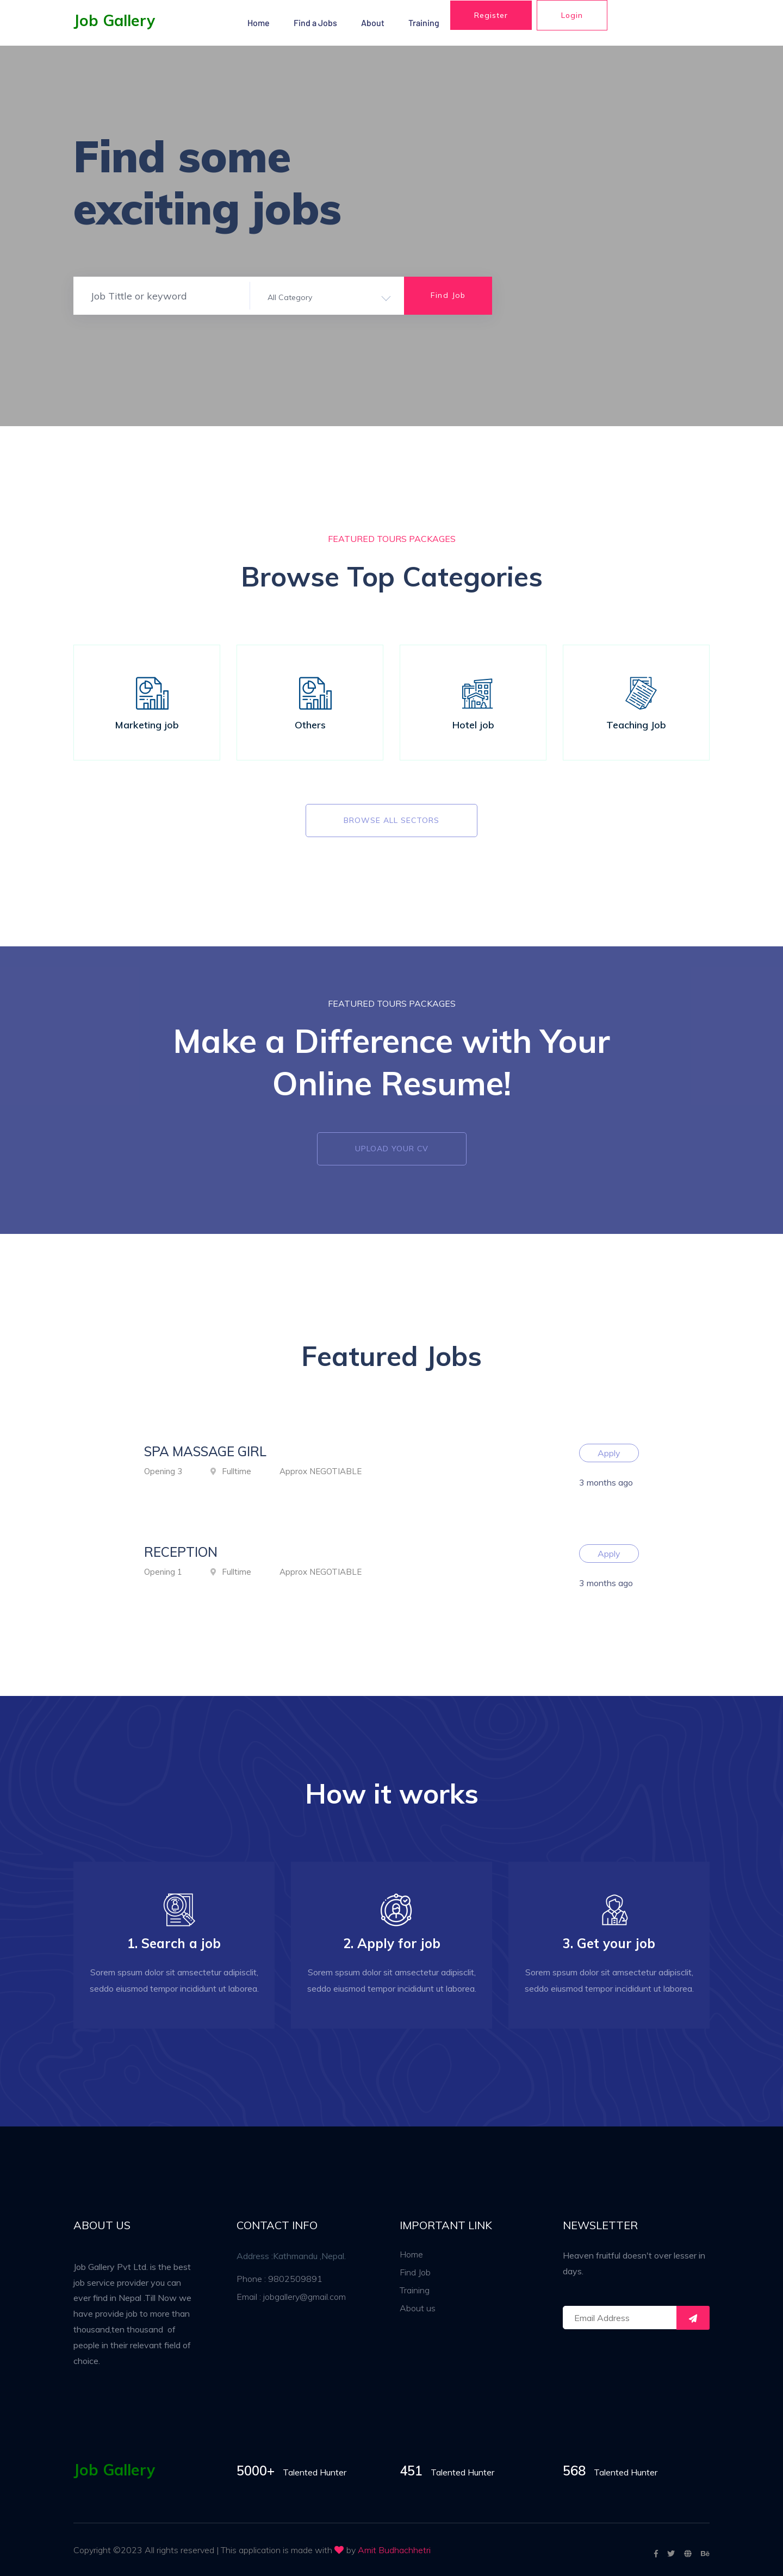 Job Gallery
Home Find a Jobs About Training Register Login
Find some
exciting jobs
Job Tittle or keyword All Category Find Job
FEATURED TOURS PACKAGES
Browse Top Categories
Marketing job Others Hotel job Teaching Job
BROWSE ALL SECTORS
FEATURED TOURS PACKAGES
Make a Difference with Your
Online Resume!
UPLOAD YOUR CV
Featured Jobs
SPA MASSAGE GIRL
Opening 3 Fulltime Approx NEGOTIABLE
Apply
3 months ago
RECEPTION
Opening 1 Fulltime Approx NEGOTIABLE
Apply
3 months ago
How it works
1. Search a job
Sorem spsum dolor sit amsectetur adipisclit,
seddo eiusmod tempor incididunt ut laborea.
2. Apply for job
Sorem spsum dolor sit amsectetur adipisclit,
seddo eiusmod tempor incididunt ut laborea.
3. Get your job
Sorem spsum dolor sit amsectetur adipisclit,
seddo eiusmod tempor incididunt ut laborea.
ABOUT US
Job Gallery Pvt Ltd. is the best
job service provider you can
ever find in Nepal .Till Now we
have provide job to more than
thousand,ten thousand of
people in their relevant field of
choice.
CONTACT INFO
Address :Kathmandu ,Nepal.
Phone : 9802509891
Email : jobgallery@gmail.com
IMPORTANT LINK
Home
Find Job
Training
About us
NEWSLETTER
Heaven fruitful doesn't over lesser in
days.
Email Address
Job Gallery
5000+ Talented Hunter
451 Talented Hunter
568 Talented Hunter
Copyright ©2023 All rights reserved | This application is made with by Amit Budhachhetri
Bē